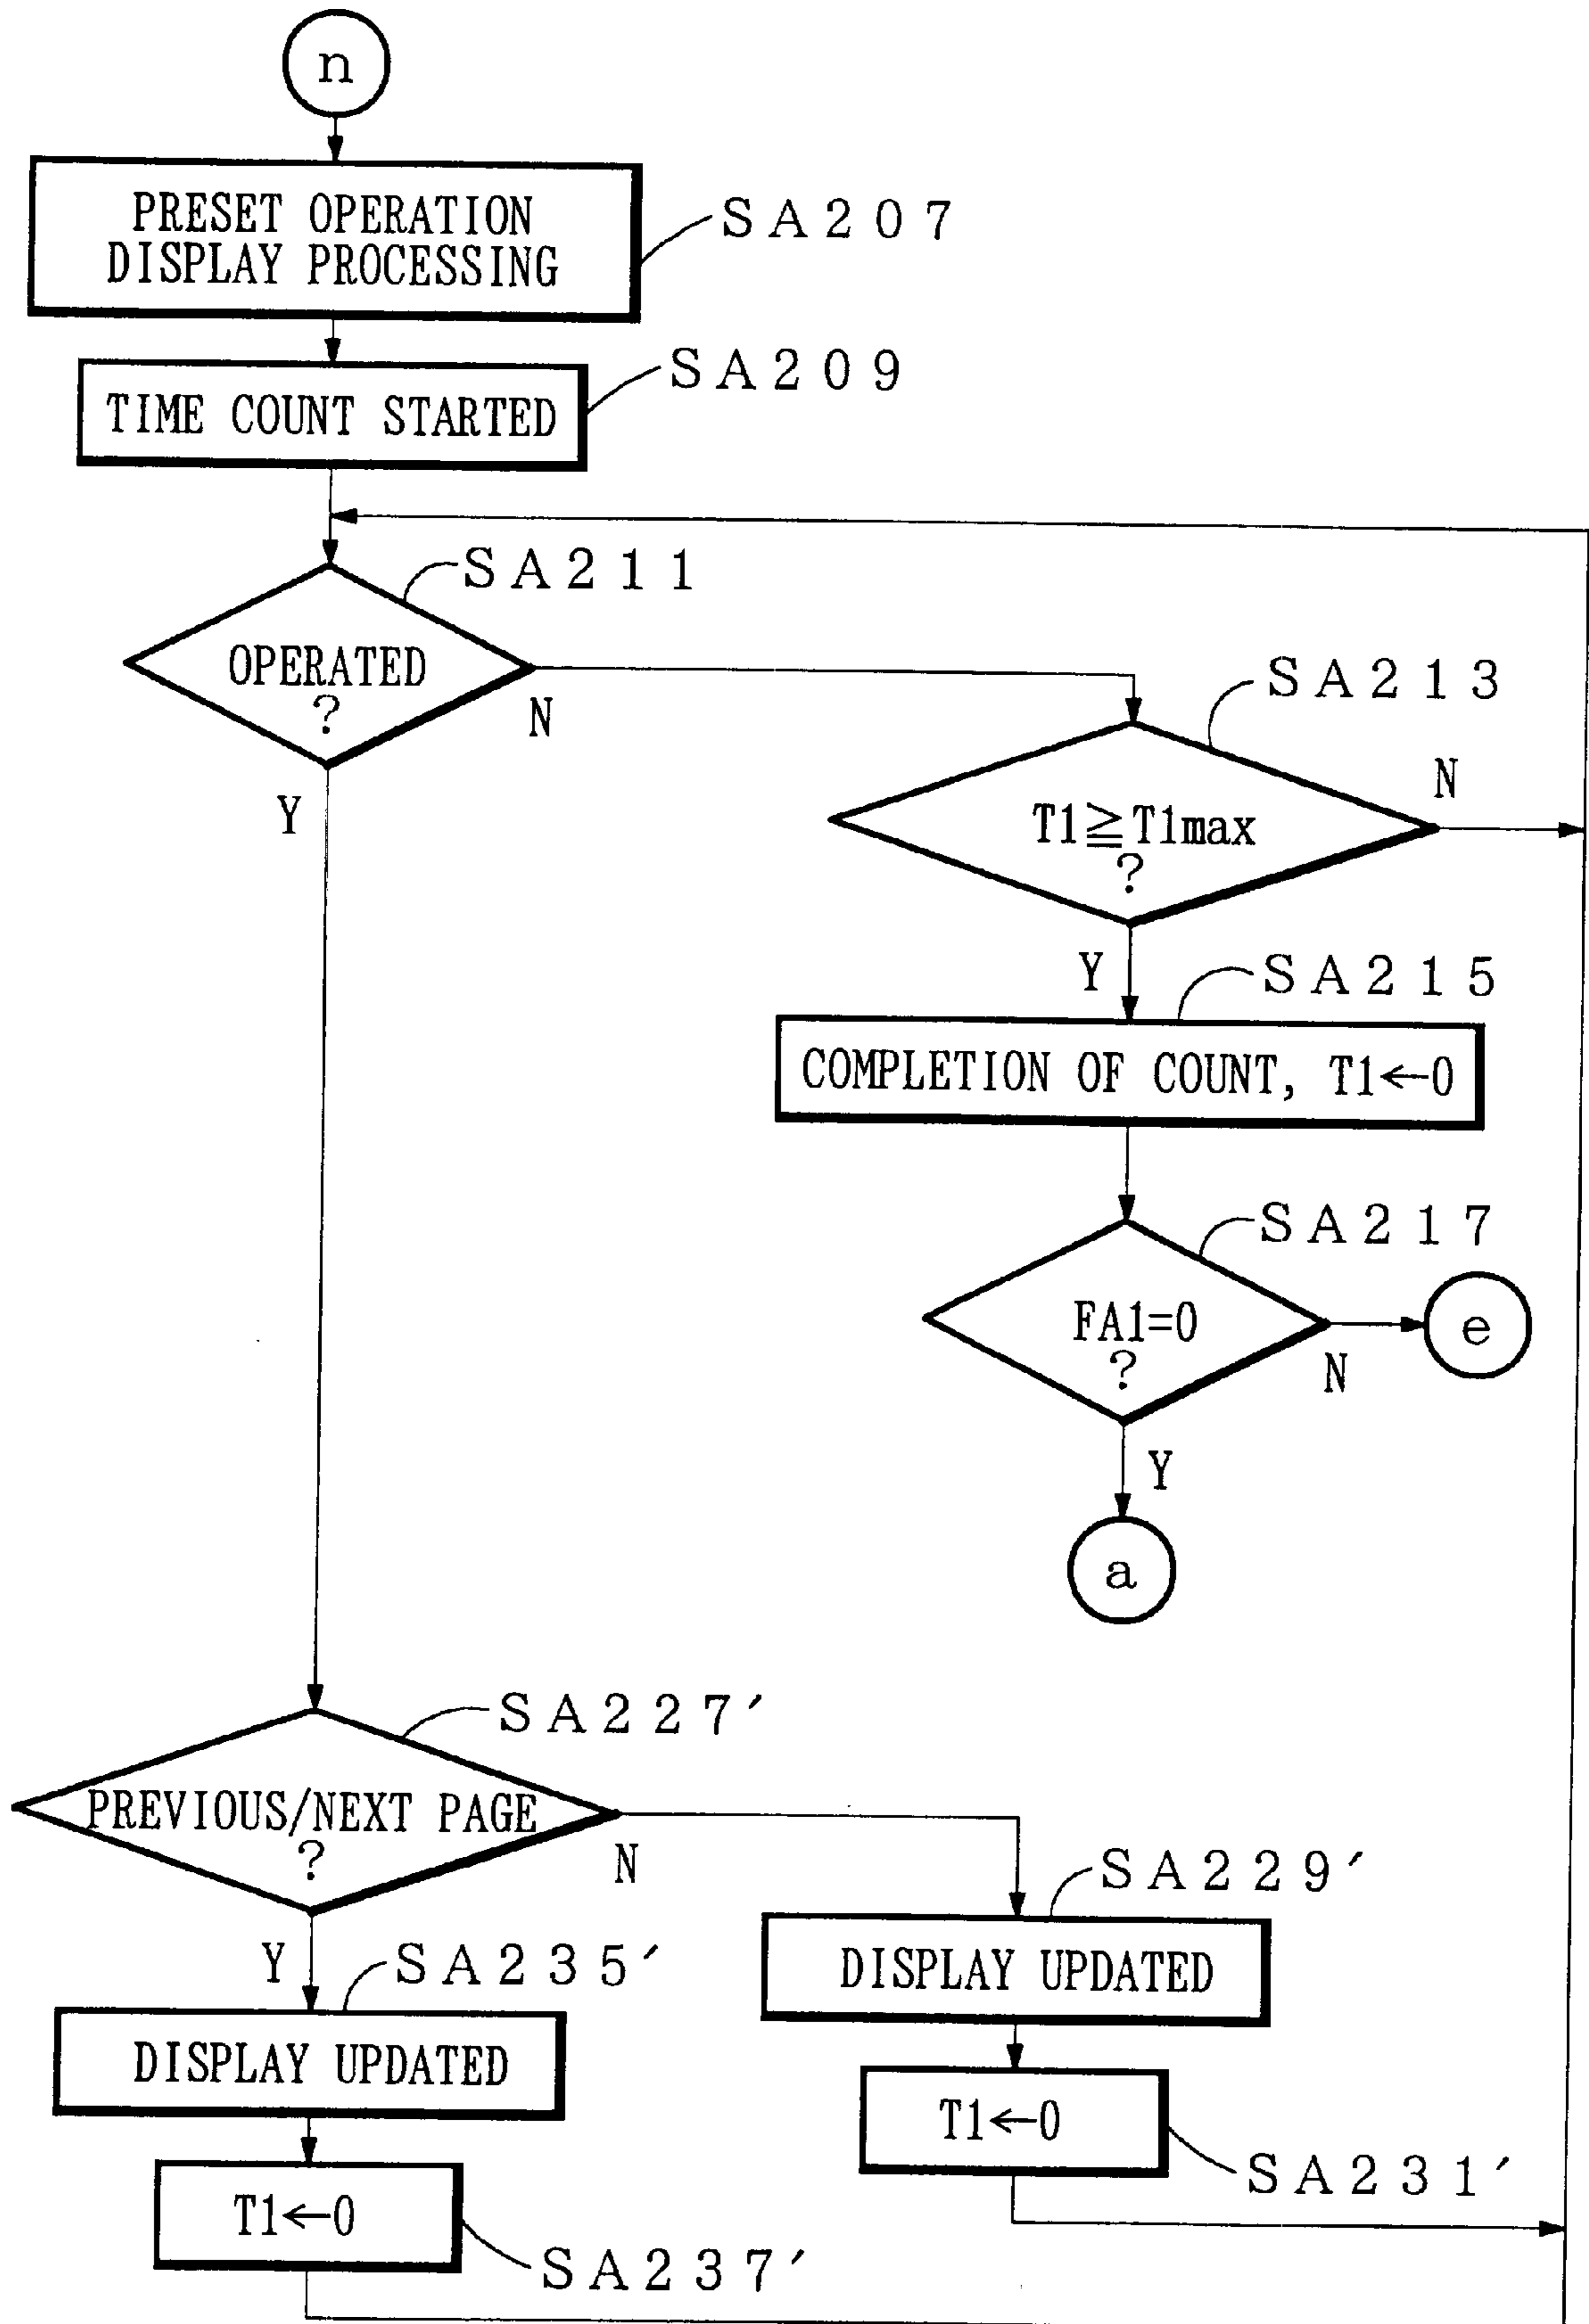 n
PRESET OPERATION
DISPLAY PROCESSING
SA207
TIME COUNT STARTED
SA209
SA211
OPERATED
?
N
Y
SA213
T1≧T1max
?
N
Y
SA215
COMPLETION OF COUNT, T1←0
SA217
FA1=0
?
N
e
Y
a
SA227′
PREVIOUS/NEXT PAGE
?
N
Y
SA229′
DISPLAY UPDATED
SA235′
DISPLAY UPDATED
T1←0
SA231′
T1←0
SA237′